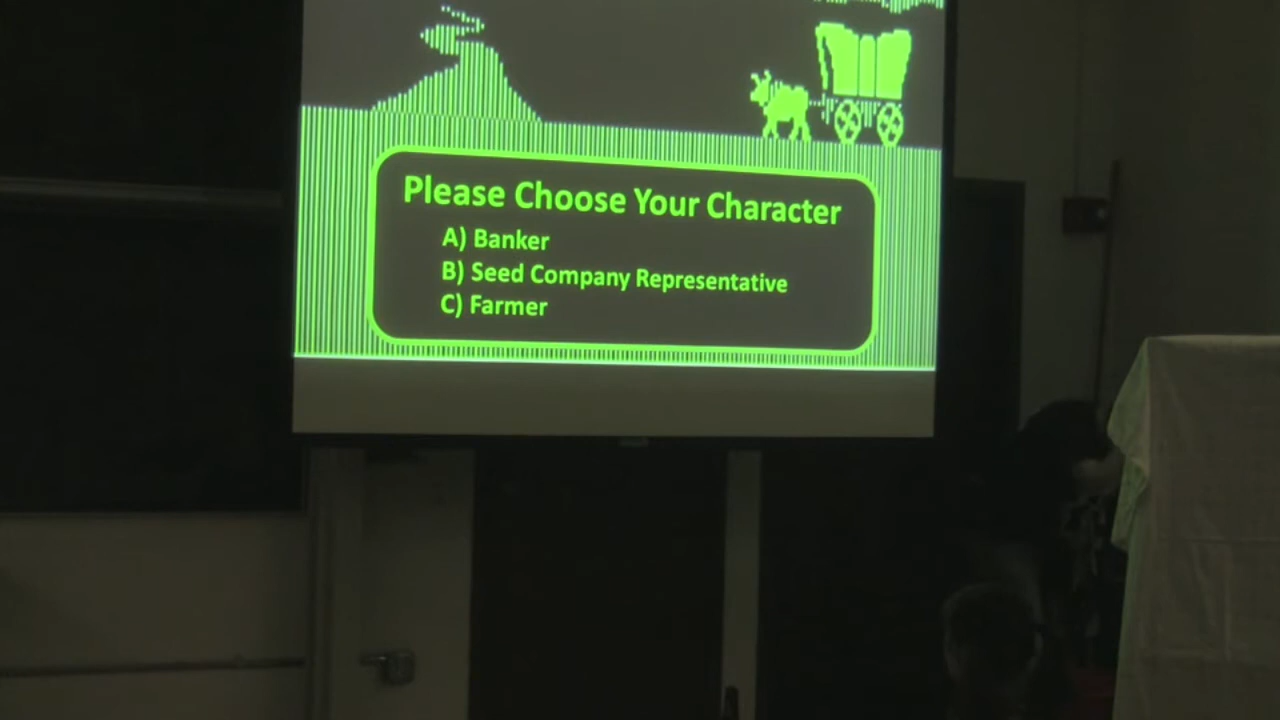 Please Choose Your Character
A) Banker
B) Seed Company Representative
C) Farmer